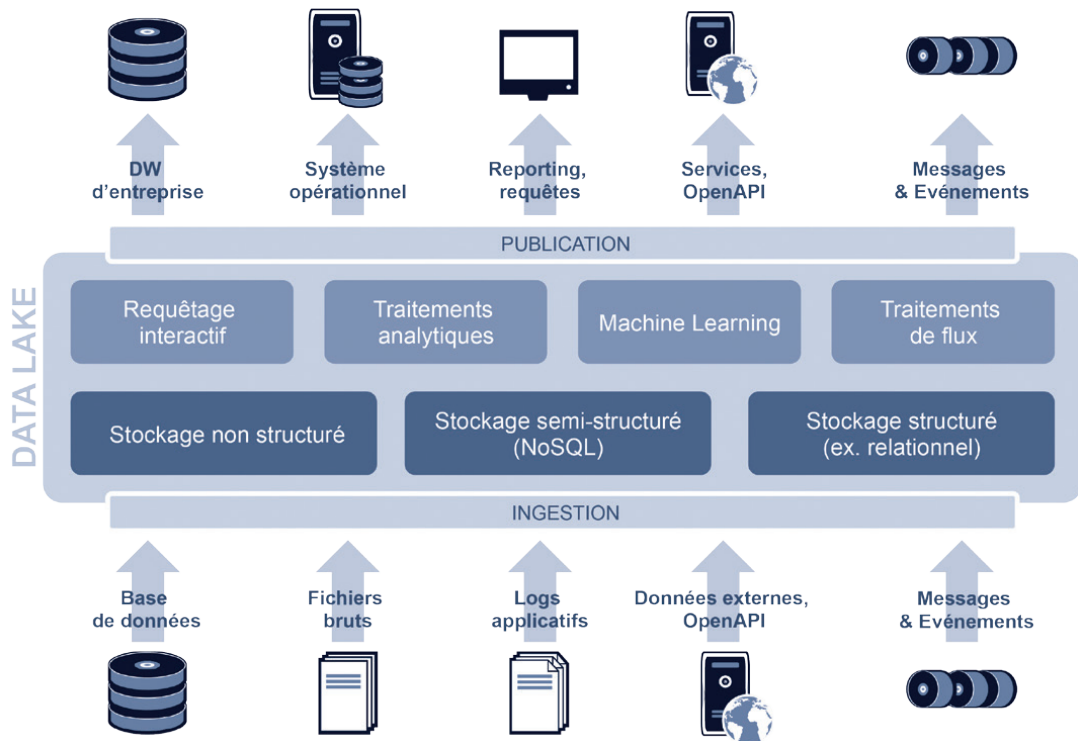 DW
d'entreprise
Système
opérationnel
Reporting,
requêtes
Services,
OpenAPI
Messages
& Evénements
PUBLICATION
DATA LAKE
Requêtage
interactif
Traitements
analytiques
Machine Learning
Traitements
de flux
Stockage non structuré
Stockage semi-structuré
(NoSQL)
Stockage structuré
(ex. relationnel)
INGESTION
Base
de données
Fichiers
bruts
Logs
applicatifs
Données externes,
OpenAPI
Messages
& Evénements